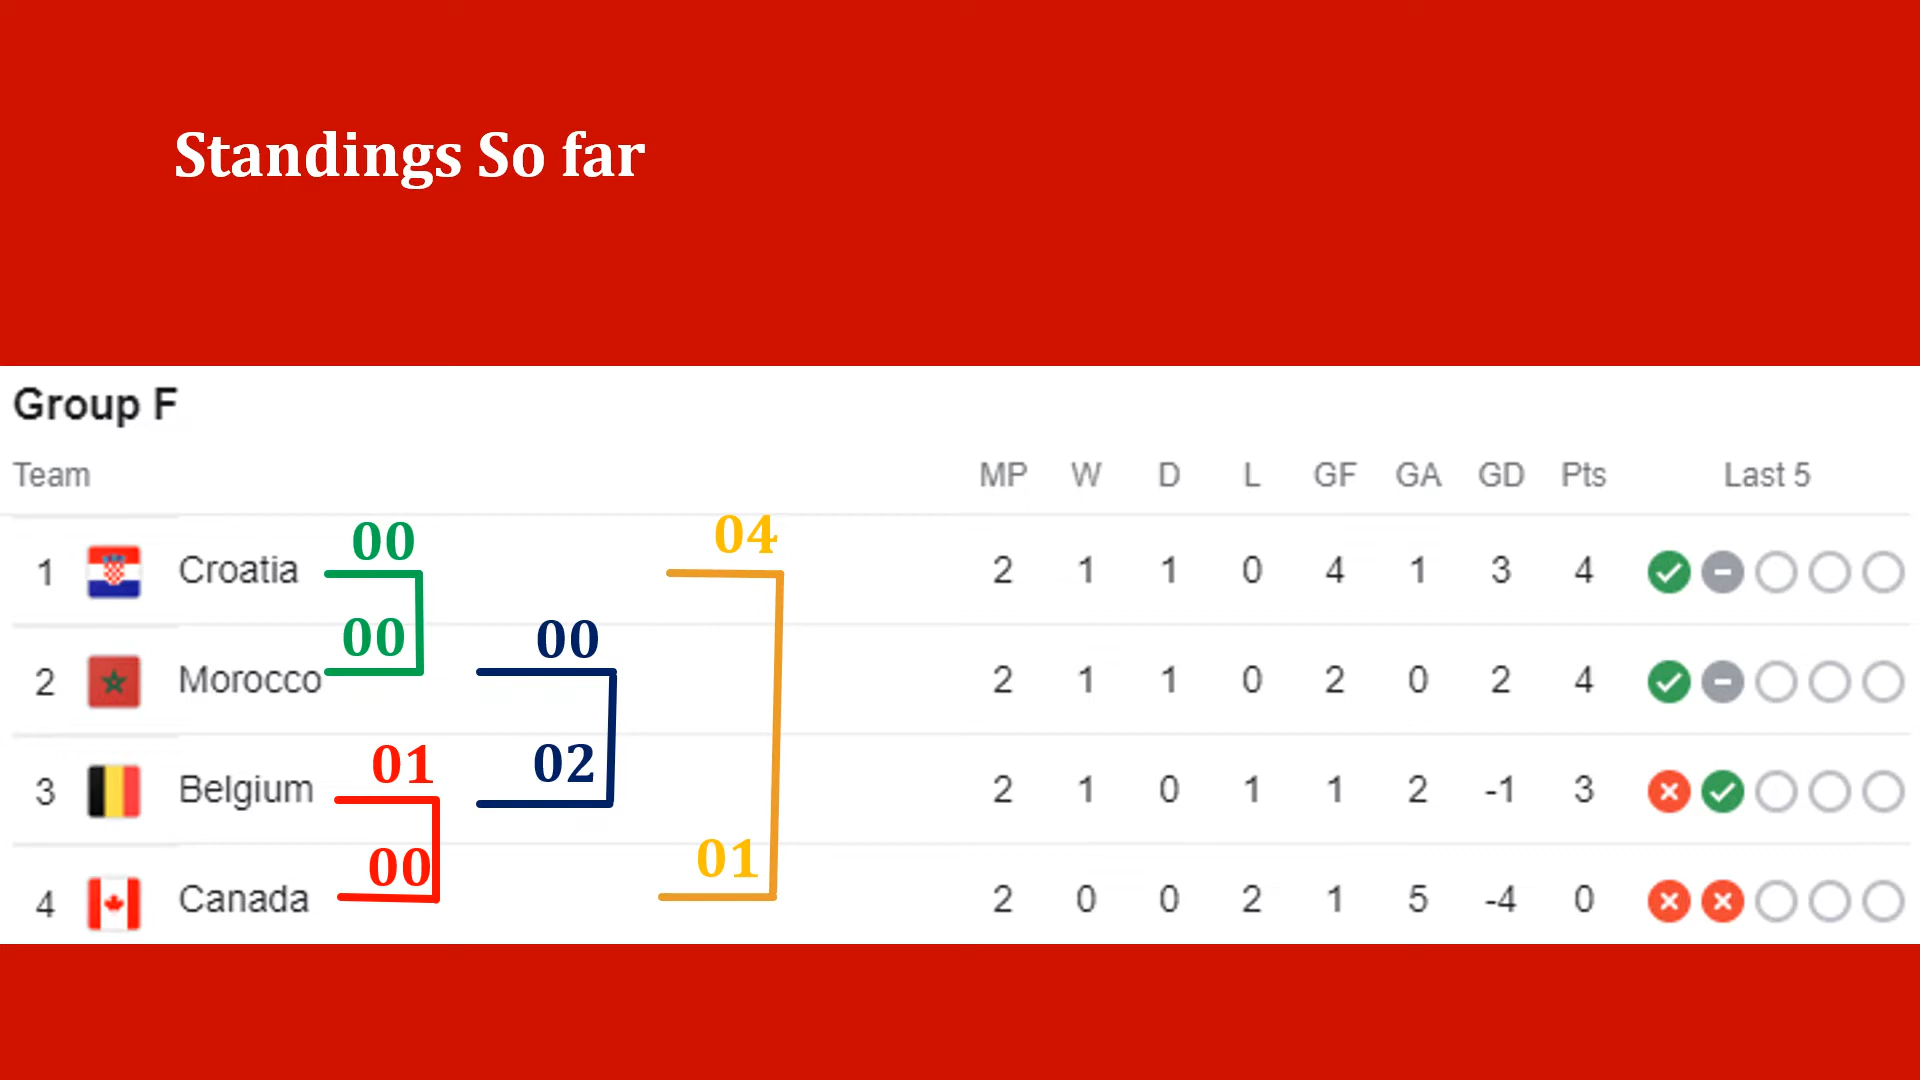 Standings So far
Group F
Team MP W D L GF GA GD Pts Last 5
00 04
1 Croatia 2 1 1 0 4 1 3 4
00 00
2 Morocco 2 1 1 0 2 0 2 4
01 02
3 Belgium 2 1 0 1 1 2 -1 3
00 01
4 Canada 2 0 0 2 1 5 -4 0